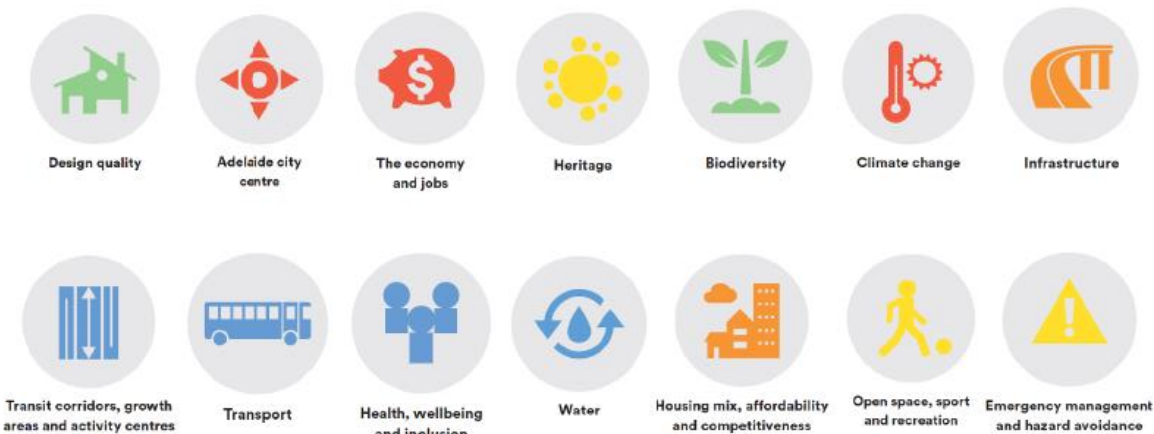 Design quality
Adelaide city
centre
The economy
and jobs
$
Heritage
Biodiversity
Climate change
Infrastructure
Transit corridors, growth
areas and activity centres
Transport
Health, wellbeing
and inclusion
Water
Housing mix, affordability
and competitiveness
Open space, sport
and recreation
Emergency management
and hazard avoidance
!